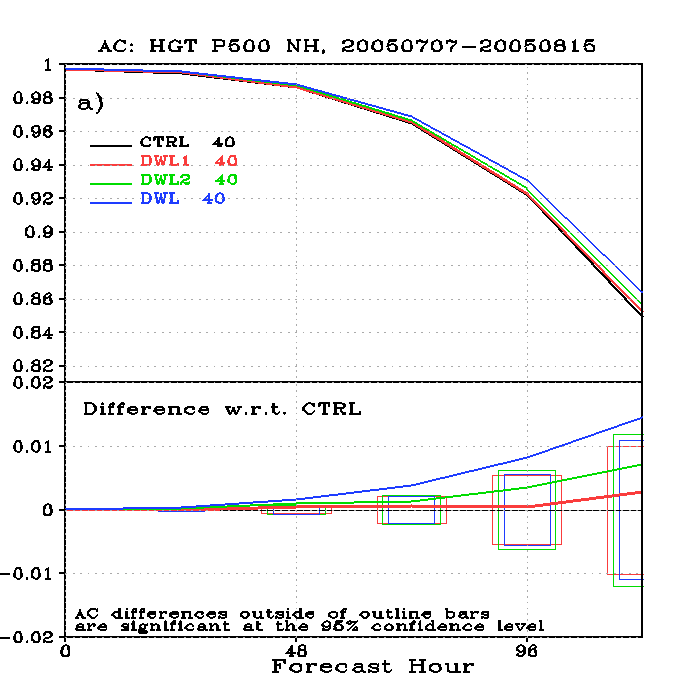 AC: HGT P500 NH, 20050707-20050815
1
a)
0.98
0.96
0.94
0.92
0.9
0.88
0.86
0.84
0.82
CTRL 40
DWL1 40
DWL2 40
DWL 40
0.02
Difference w.r.t. CTRL
0.01
0
-0.01
-0.02
AC differences outside of outline bars
are significant at the 95% confidence level
0 48 96
Forecast Hour